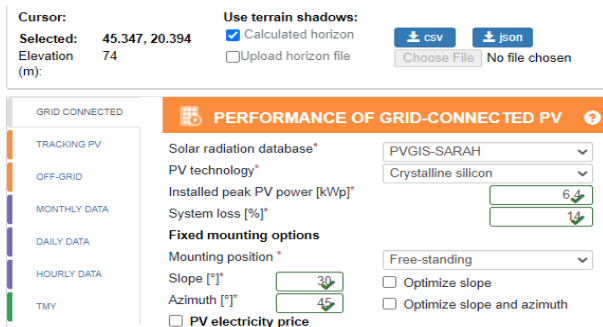 Cursor:
Use terrain shadows:
Selected: 45.347, 20.394
Calculated horizon
csv
json
Elevation (m): 74
Upload horizon file
Choose File No file chosen
GRID CONNECTED
TRACKING PV
OFF-GRID
MONTHLY DATA
DAILY DATA
HOURLY DATA
TMY
PERFORMANCE OF GRID-CONNECTED PV ?
Solar radiation database* PVGIS-SARAH
PV technology* Crystalline silicon
Installed peak PV power [kWp]* 6.4
System loss [%]* 14
Fixed mounting options
Mounting position * Free-standing
Slope [°]* 30 Optimize slope
Azimuth [°]* 45 Optimize slope and azimuth
PV electricity price